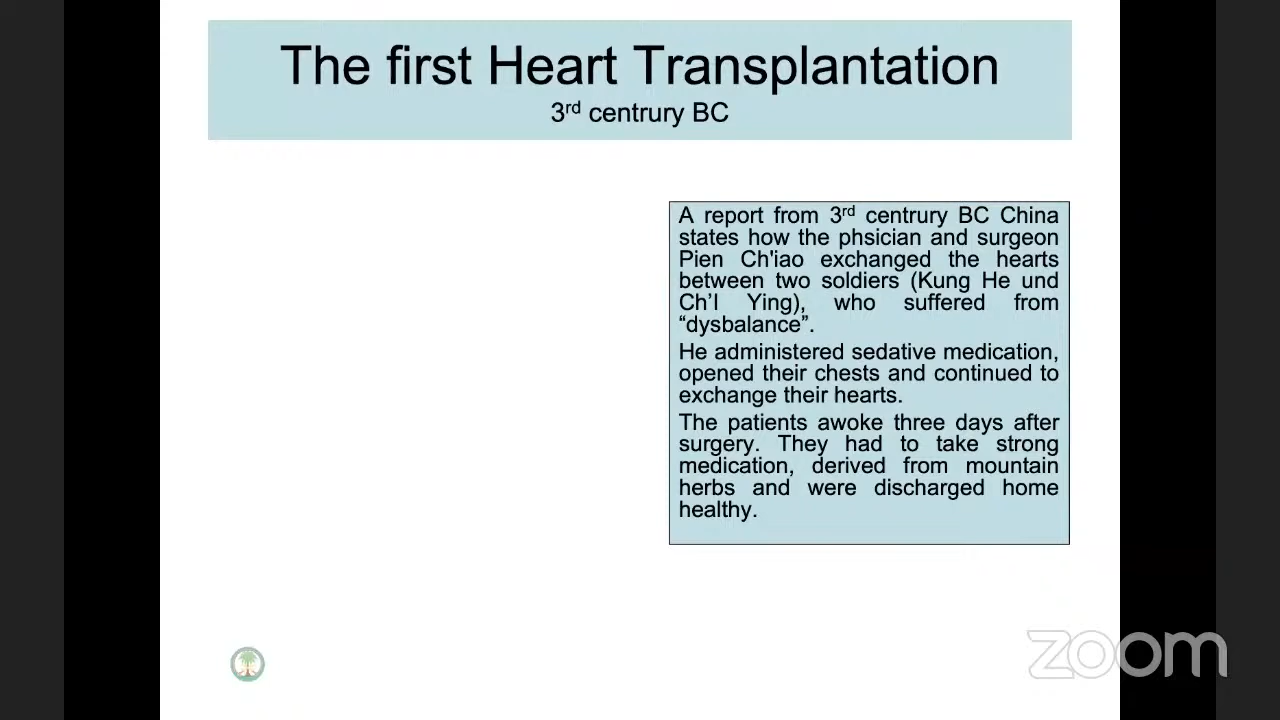 The first Heart Transplantation
3rd centrury BC
A report from 3rd centrury BC China
states how the phsician and surgeon
Pien Ch'iao exchanged the hearts
between two soldiers (Kung He und
Ch’I Ying), who suffered from
“dysbalance”.
He administered sedative medication,
opened their chests and continued to
exchange their hearts.
The patients awoke three days after
surgery. They had to take strong
medication, derived from mountain
herbs and were discharged home
healthy.
zoom